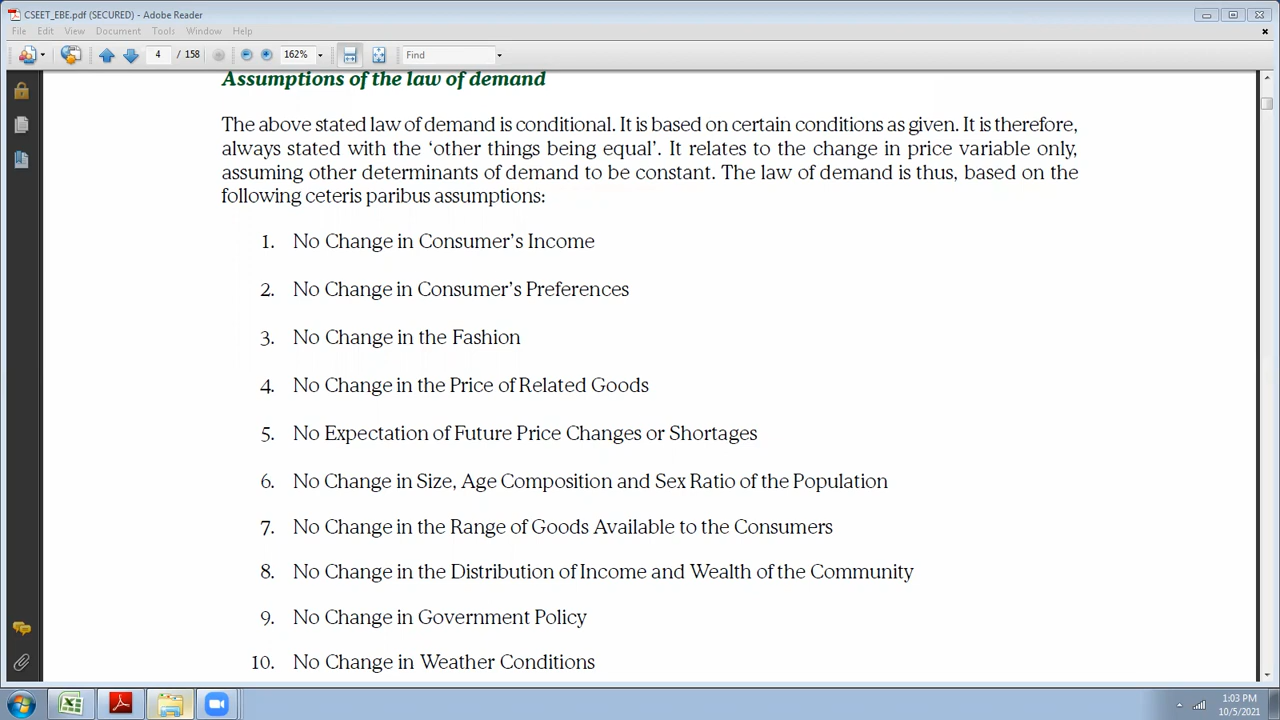 CSEET_EBE.pdf (SECURED) - Adobe Reader
File Edit View Document Tools Window Help
4 / 158 162% Find
Assumptions of the law of demand
The above stated law of demand is conditional. It is based on certain conditions as given. It is therefore,
always stated with the ‘other things being equal’. It relates to the change in price variable only,
assuming other determinants of demand to be constant. The law of demand is thus, based on the
following ceteris paribus assumptions:
1. No Change in Consumer’s Income
2. No Change in Consumer’s Preferences
3. No Change in the Fashion
4. No Change in the Price of Related Goods
5. No Expectation of Future Price Changes or Shortages
6. No Change in Size, Age Composition and Sex Ratio of the Population
7. No Change in the Range of Goods Available to the Consumers
8. No Change in the Distribution of Income and Wealth of the Community
9. No Change in Government Policy
10. No Change in Weather Conditions
1:03 PM
10/5/2021